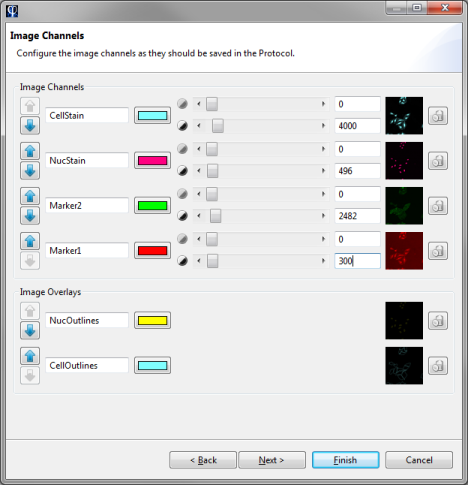 Image Channels
Configure the image channels as they should be saved in the Protocol.
Image Channels
CellStain
0
4000
NucStain
0
496
Marker2
0
2482
Marker1
0
300
Image Overlays
NucOutlines
CellOutlines
< Back
Next >
Finish
Cancel